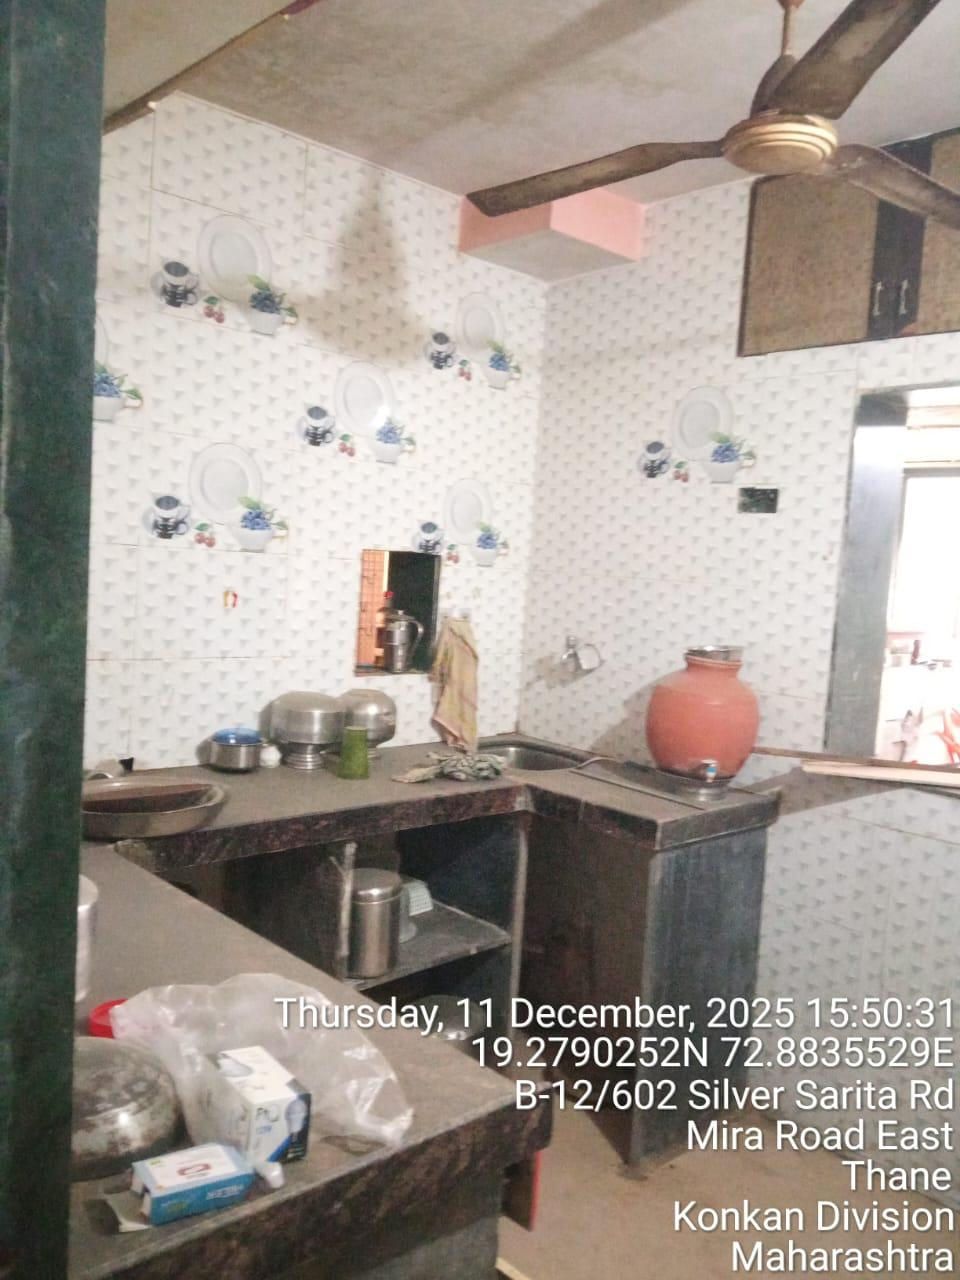 Thursday, 11 December, 2025 15:50:31
19.2790252N 72.8835529E
B-12/602 Silver Sarita Rd
Mira Road East
Thane
Konkan Division
Maharashtra